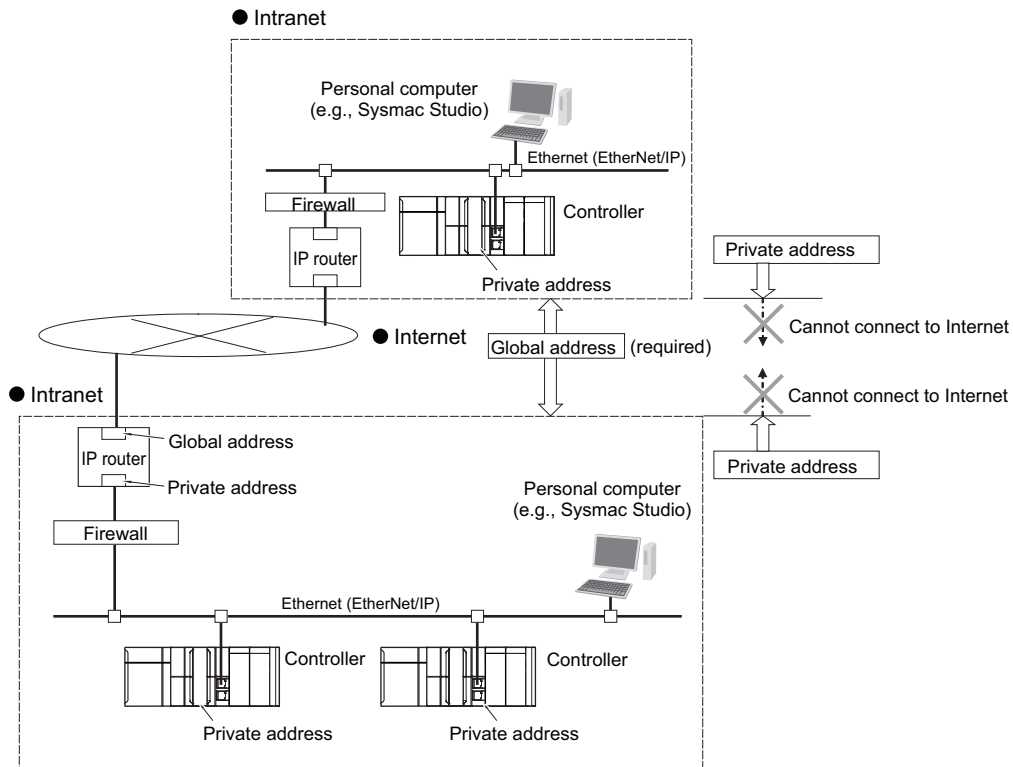 ● Intranet
Personal computer
(e.g., Sysmac Studio)
Ethernet (EtherNet/IP)
Firewall
Controller
IP router
Private address
Private address
Cannot connect to Internet
● Internet
Global address (required)
● Intranet
Cannot connect to Internet
Private address
Global address
IP router
Private address
Personal computer
(e.g., Sysmac Studio)
Firewall
Ethernet (EtherNet/IP)
Controller
Controller
Private address
Private address